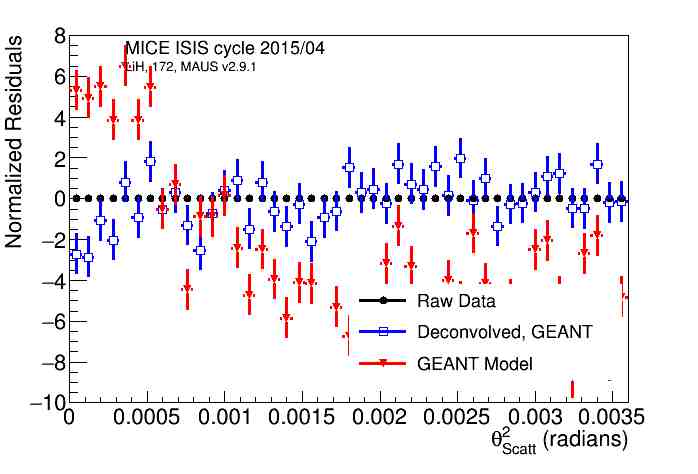 MICE ISIS cycle 2015/04
LiH, 172, MAUS v2.9.1
Normalized Residuals
8
6
4
2
0
−2
−4
−6
−8
−10
Raw Data
Deconvolved, GEANT
GEANT Model
0 0.0005 0.001 0.0015 0.002 0.0025 0.003 0.0035
θ²Scatt (radians)